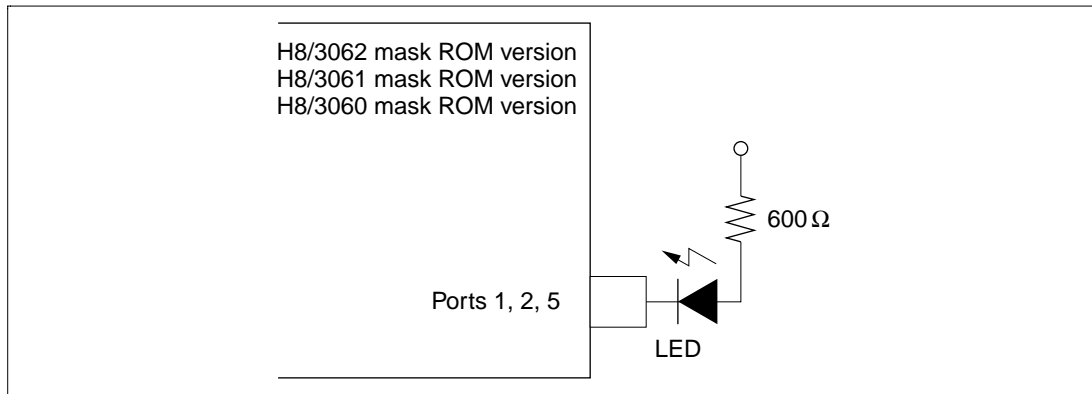 H8/3062 mask ROM version
H8/3061 mask ROM version
H8/3060 mask ROM version
600 Ω
Ports 1, 2, 5
LED